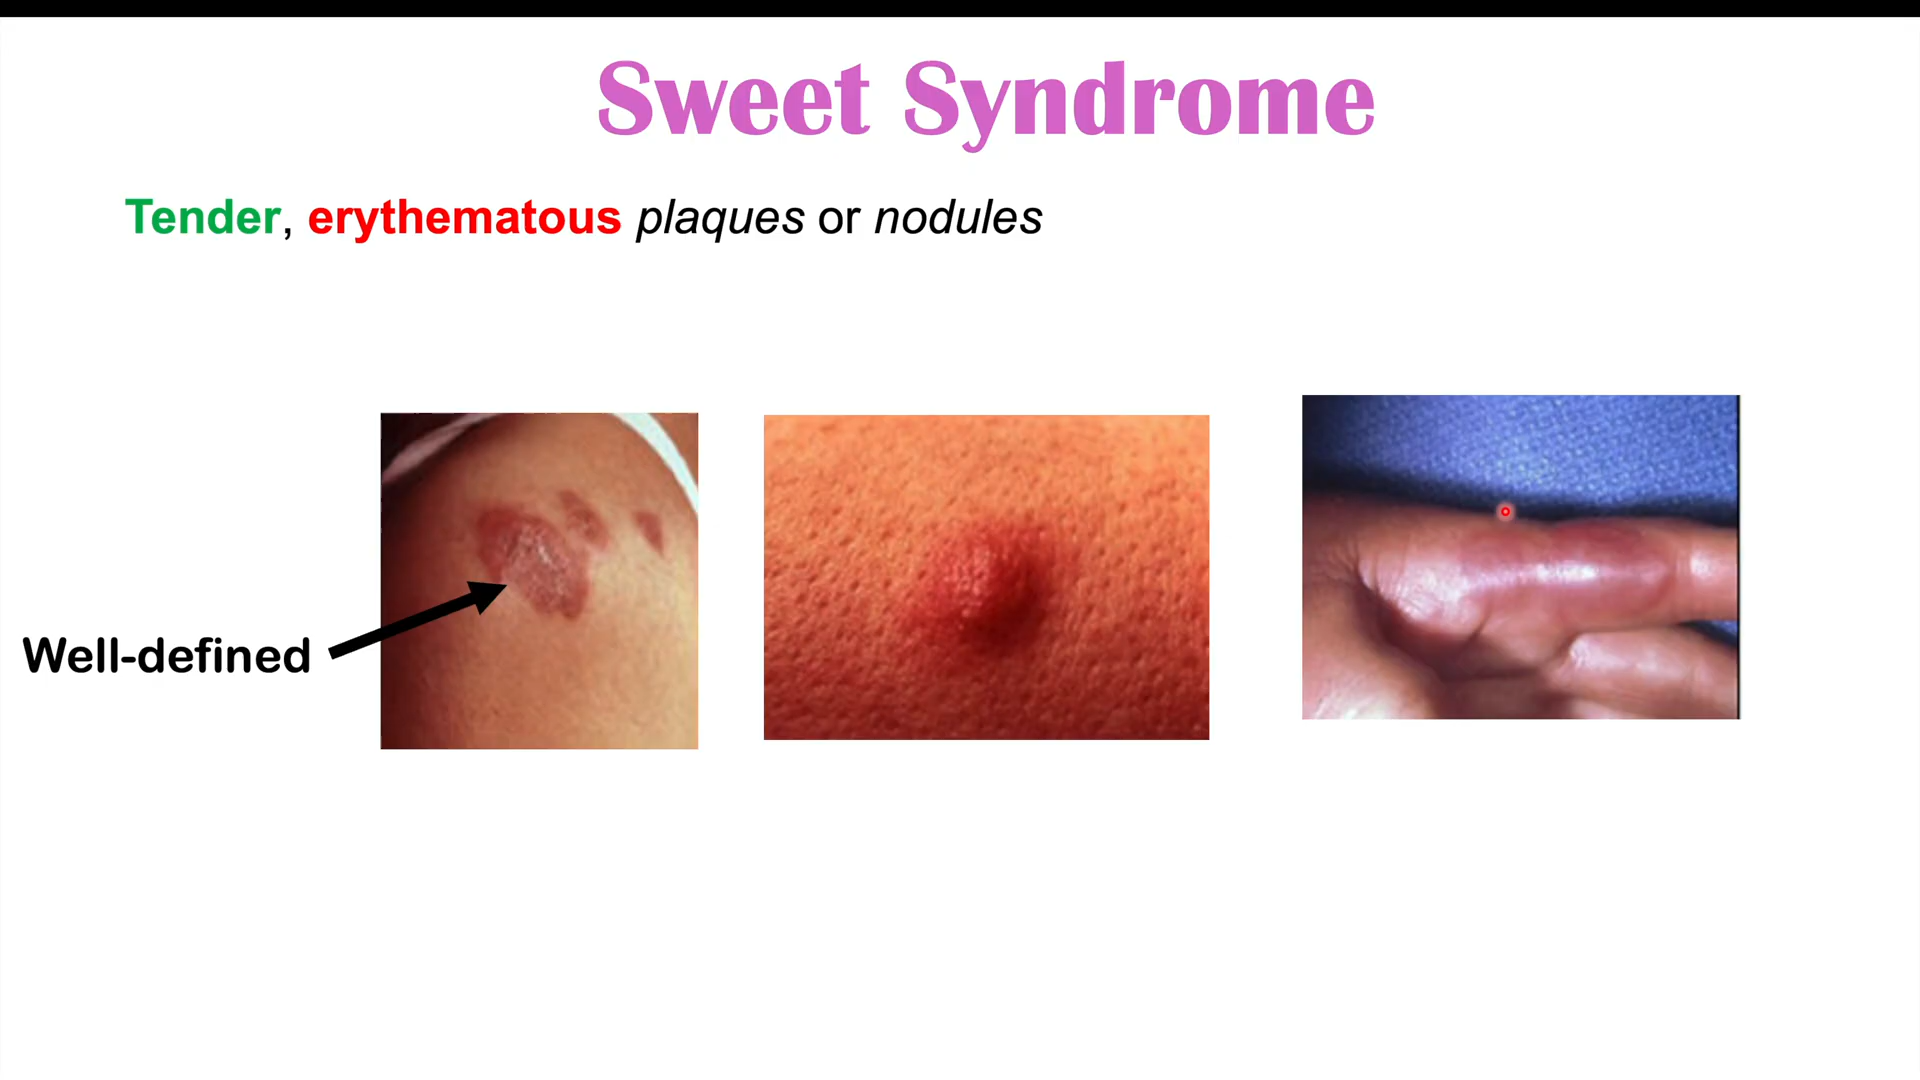 Sweet Syndrome
Tender, erythematous plaques or nodules
Well-defined